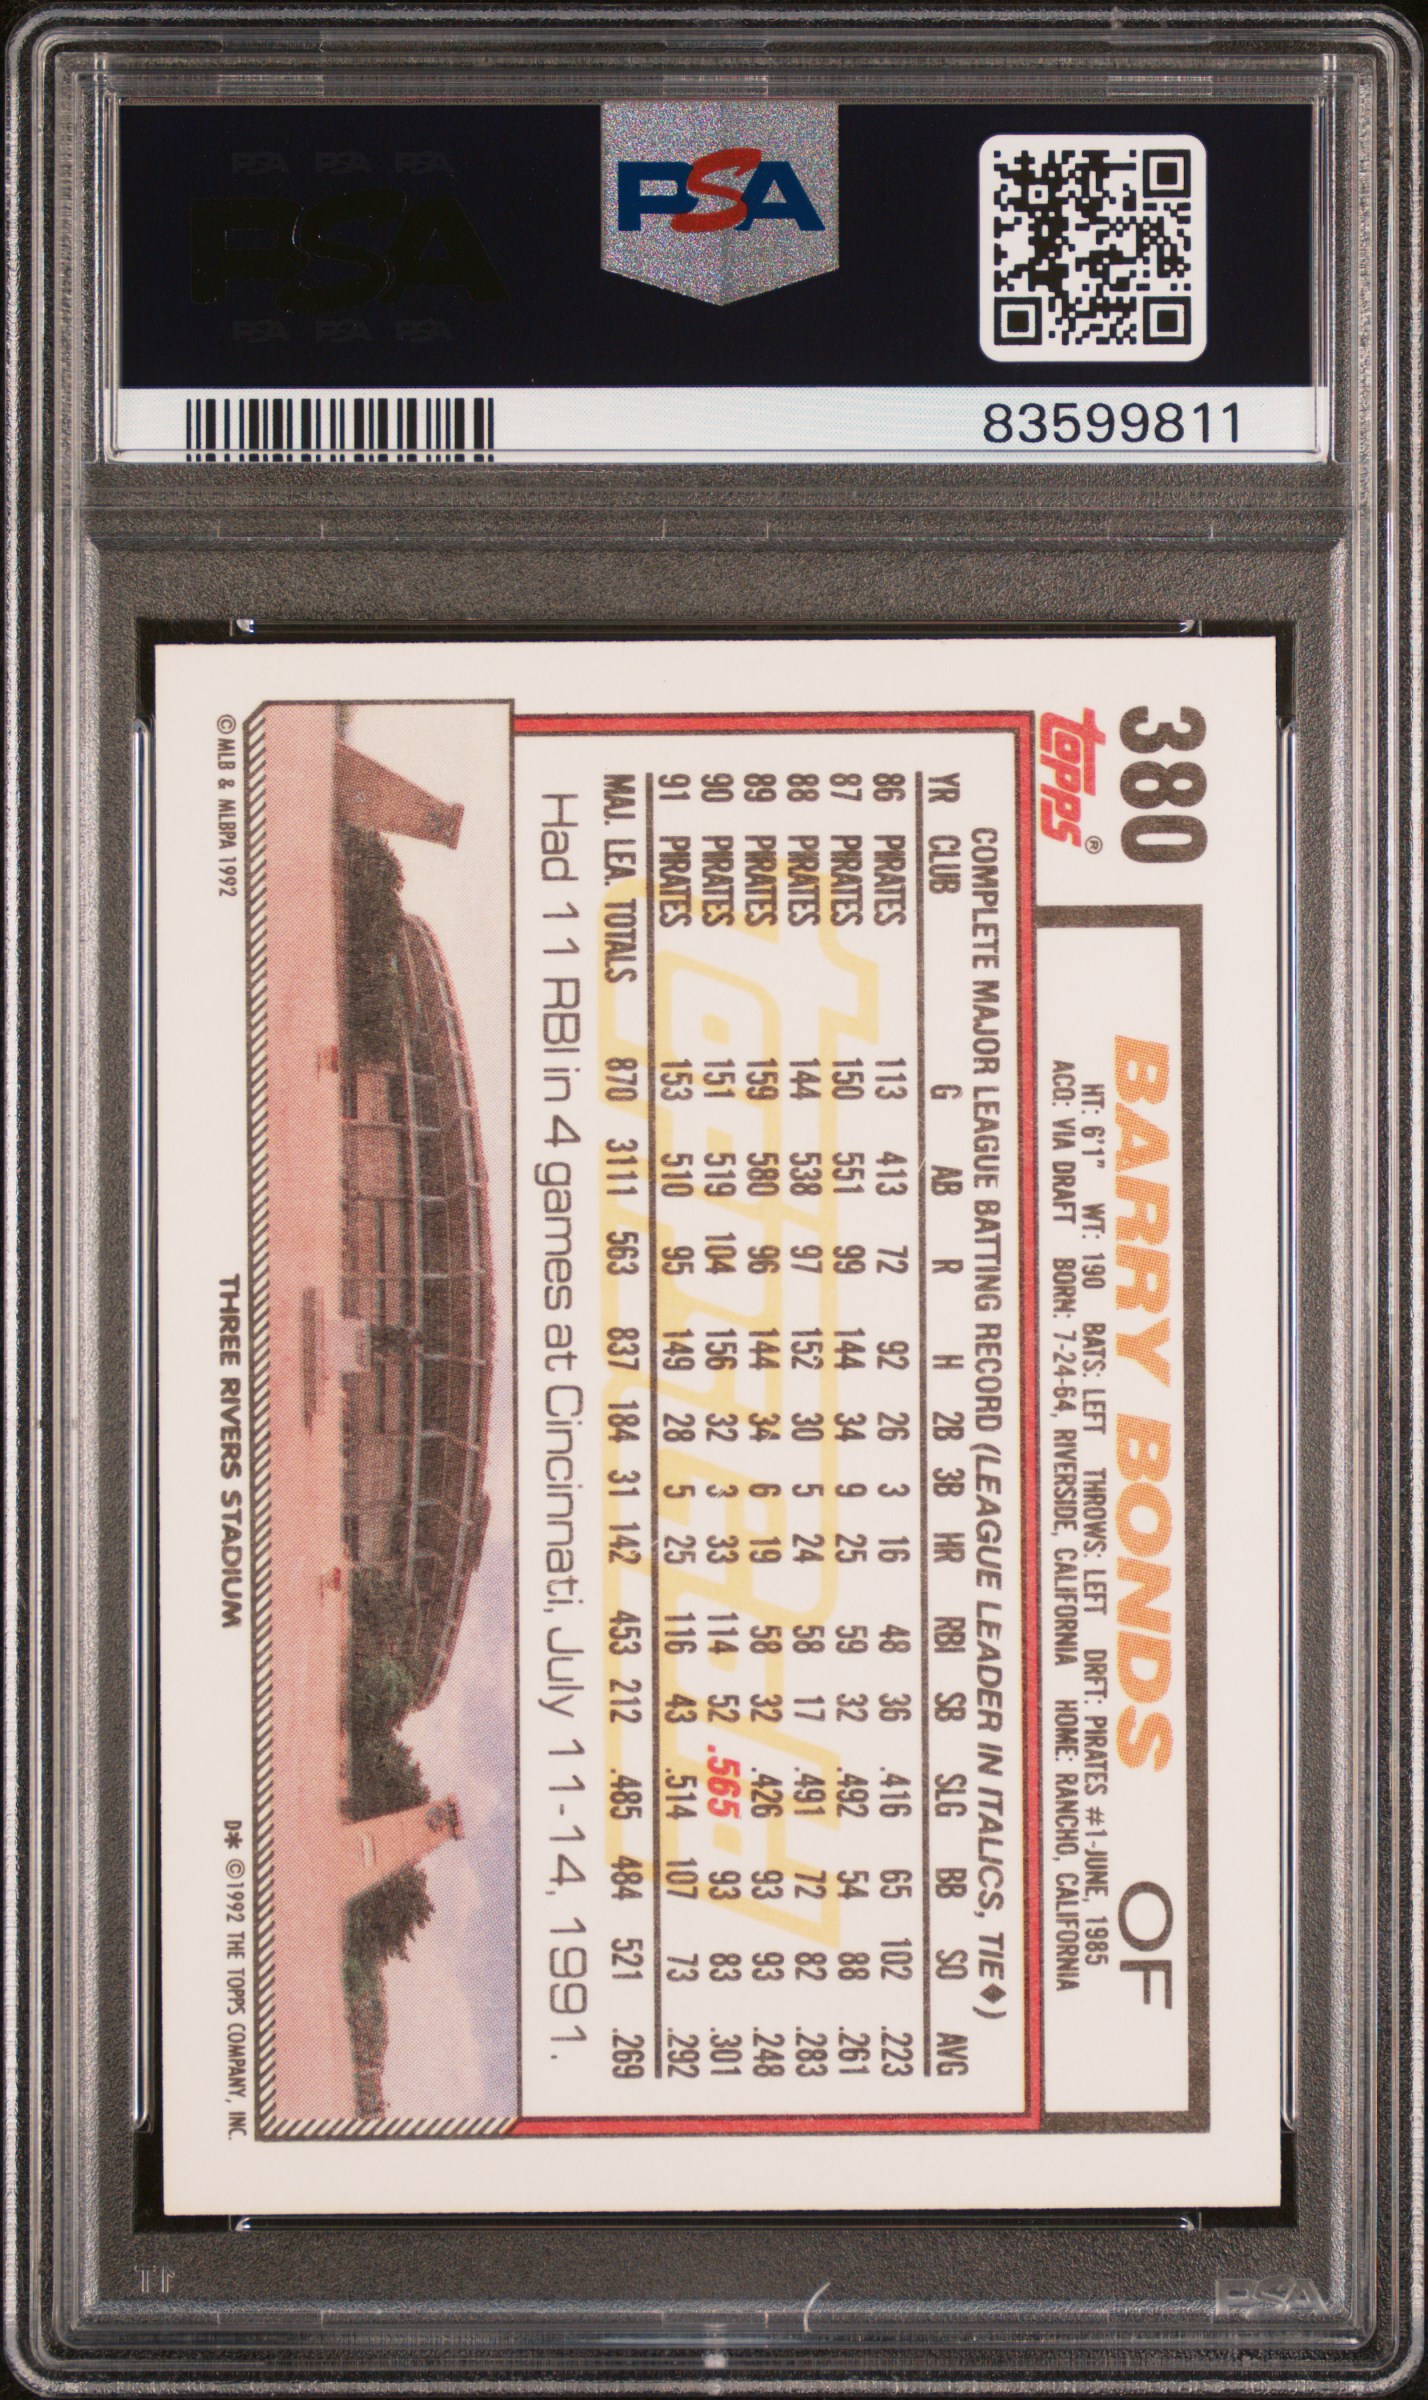 PSA PSA PSA
PSA
PSA PSA PSA
PSA
83599811
380
Topps®
BARRY BONDS OF
HT: 6'1" WT: 190 BATS: LEFT THROWS: LEFT DRFT: PIRATES #1-JUNE, 1985
ACQ: VIA DRAFT BORN: 7-24-64, RIVERSIDE, CALIFORNIA HOME: RANCHO, CALIFORNIA
COMPLETE MAJOR LEAGUE BATTING RECORD (LEAGUE LEADER IN ITALICS, TIE♦)
YR CLUB G AB R H 2B 3B HR RBI SB SLG BB SO AVG
86 PIRATES 113 413 72 92 26 3 16 48 36 .416 65 102 .223
87 PIRATES 150 551 99 144 34 9 25 59 32 .492 54 88 .261
88 PIRATES 144 538 97 152 30 5 24 58 17 .491 72 82 .283
89 PIRATES 159 580 96 144 34 6 19 58 32 .426 93 93 .248
90 PIRATES 151 519 104 156 32 3 33 114 52 .565 93 83 .301
91 PIRATES 153 510 95 149 28 5 25 116 43 .514 107 73 .292
MAJ. LEA. TOTALS 870 3111 563 837 184 31 142 453 212 .485 484 521 .269
Had 11 RBI in 4 games at Cincinnati, July 11-14, 1991.
© MLB & MLBPA 1992
THREE RIVERS STADIUM
D* ©1992 THE TOPPS COMPANY, INC.
PSA